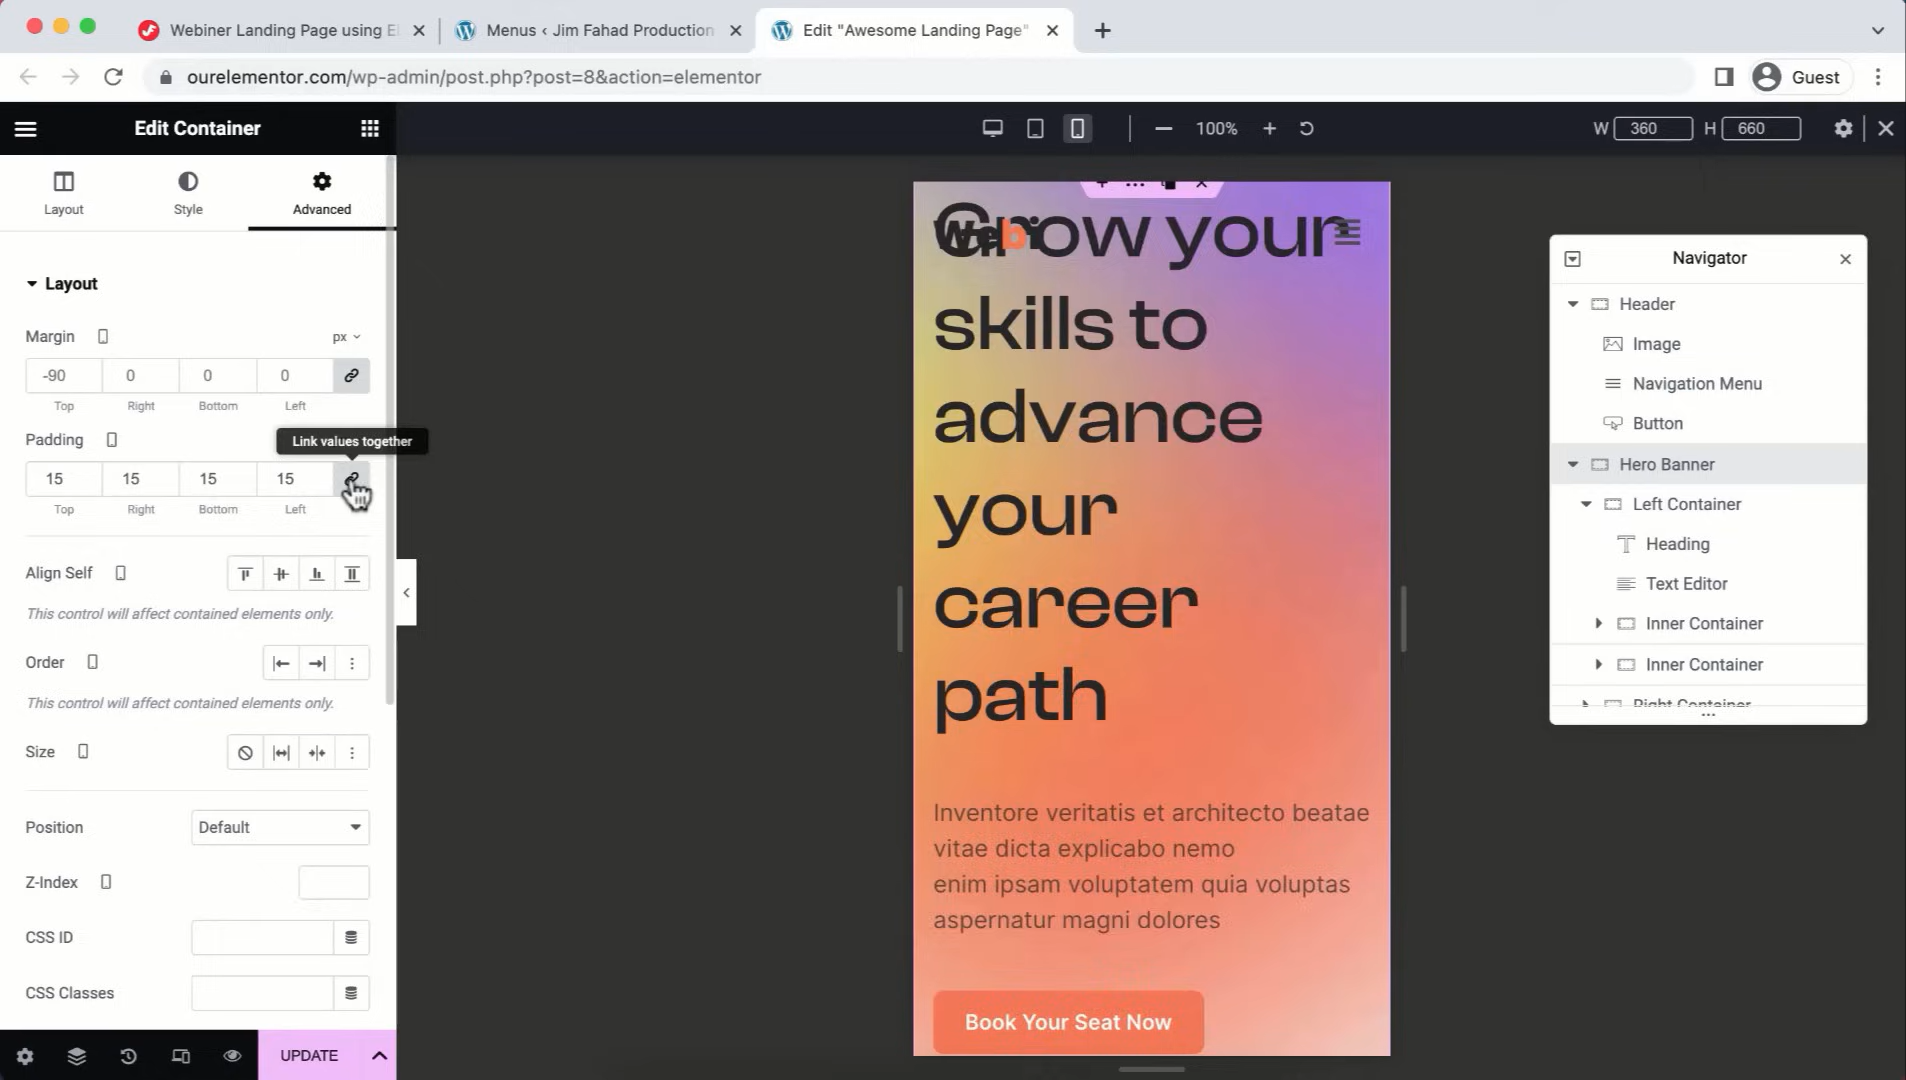 Webiner Landing Page using El
Menus ‹ Jim Fahad Production
Edit "Awesome Landing Page"
ourelementor.com/wp-admin/post.php?post=8&action=elementor
Guest
Edit Container
100%
W 360 H 660
Layout
Style
Advanced
Layout
Margin
px
-90 0 0 0
Top Right Bottom Left
Padding
Link values together
15 15 15 15
Top Right Bottom Left
Align Self
This control will affect contained elements only.
Order
This control will affect contained elements only.
Size
Position
Default
Z-Index
CSS ID
CSS Classes
UPDATE
Webi
Grow your
skills to
advance
your
career
path
Inventore veritatis et architecto beatae
vitae dicta explicabo nemo
enim ipsam voluptatem quia voluptas
aspernatur magni dolores
Book Your Seat Now
Navigator
Header
Image
Navigation Menu
Button
Hero Banner
Left Container
Heading
Text Editor
Inner Container
Inner Container
Right Container